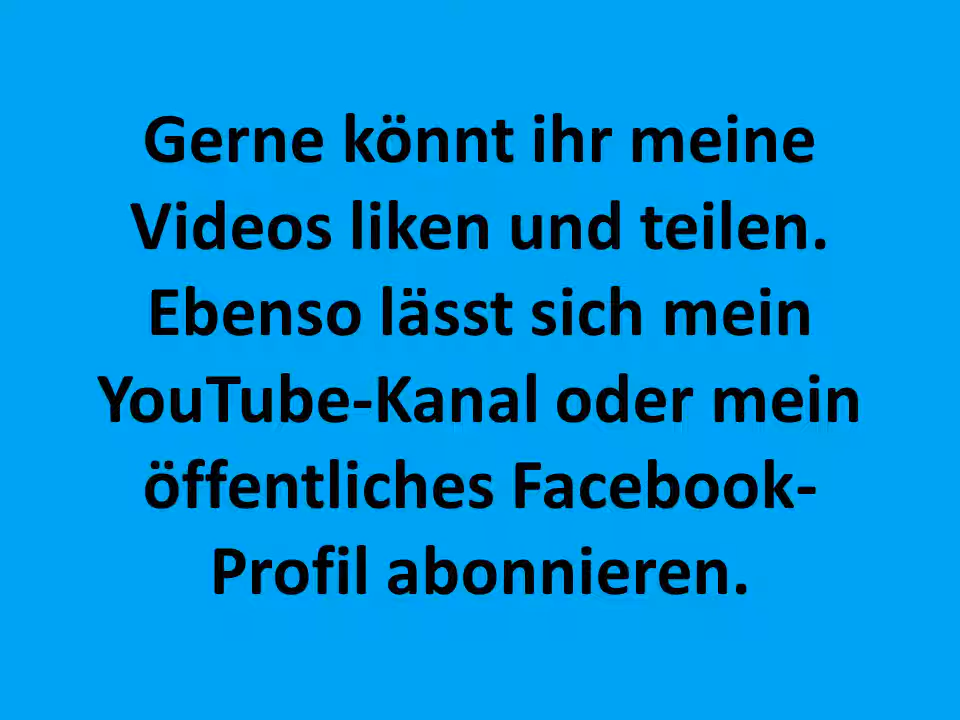 Gerne könnt ihr meine
Videos liken und teilen.
Ebenso lässt sich mein
YouTube-Kanal oder mein
öffentliches Facebook-
Profil abonnieren.